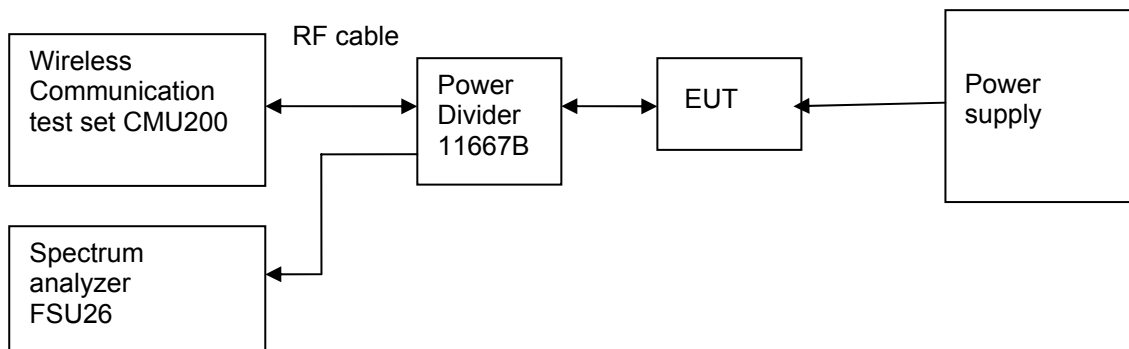 Wireless
Communication
test set CMU200
RF cable
Power
Divider
11667B
EUT
Power
supply
Spectrum
analyzer
FSU26